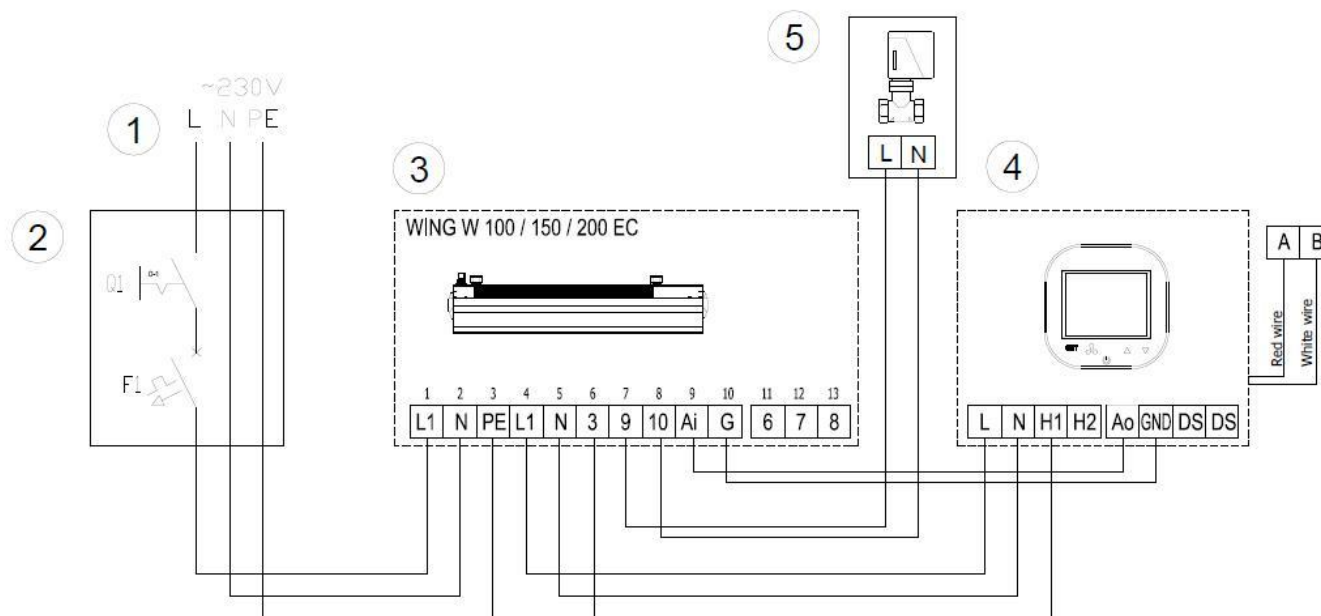 5
~230V
1
L N PE
L N
3
4
2
WING W 100 / 150 / 200 EC
A B
Q1
0-1
Red wire
White wire
F1
1 2 3 4 5 6 7 8 9 10 11 12 13
L1 N PE L1 N 3 9 10 Ai G 6 7 8
L N H1 H2 Ao GND DS DS